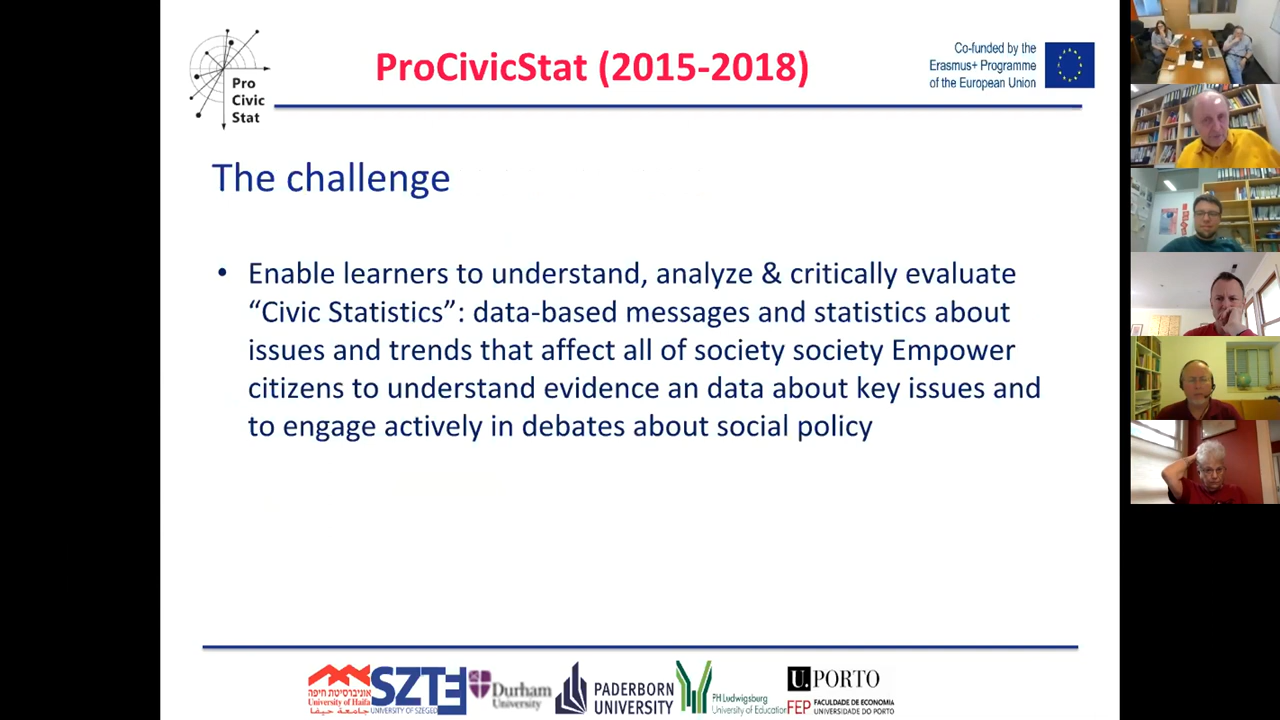 Pro
Civic
Stat
ProCivicStat (2015-2018)
Co-funded by the
Erasmus+ Programme
of the European Union
The challenge
• Enable learners to understand, analyze & critically evaluate
“Civic Statistics”: data-based messages and statistics about
issues and trends that affect all of society society Empower
citizens to understand evidence an data about key issues and
to engage actively in debates about social policy
אוניברסיטת חיפה
University of Haifa
جامعة حيفا
SZTE
UNIVERSITY OF SZEGED
Durham
University
PADERBORN
UNIVERSITY
PH Ludwigsburg
University of Education
U. PORTO
FEP FACULDADE DE ECONOMIA
UNIVERSIDADE DO PORTO